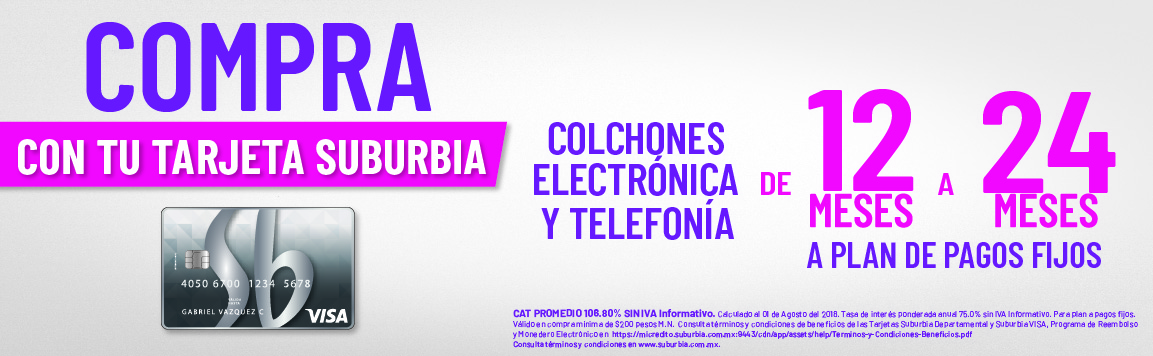 COMPRA
CON TU TARJETA SUBURBIA
Sb
4050 6700 1234 5678
VÁLIDA
HASTA
GABRIEL VAZQUEZ C
VISA
COLCHONES
ELECTRÓNICA
Y TELEFONÍA
DE 12 MESES A 24 MESES
A PLAN DE PAGOS FIJOS
CAT PROMEDIO 106.80% SIN IVA Informativo. Calculado al 01 de Agosto del 2018. Tasa de interés ponderada anual 75.0% sin IVA Informativo. Para plan a pagos fijos.
Válido en compra mínima de $200 pesos M.N. Consulta términos y condiciones de beneficios de las Tarjetas Suburbia Departamental y Suburbia VISA, Programa de Reembolso
y Monedero Electrónico en https://micredito.suburbia.com.mx:9443/cdn/app/assets/help/Terminos-y-Condiciones-Beneficios.pdf
Consulta términos y condiciones en www.suburbia.com.mx.